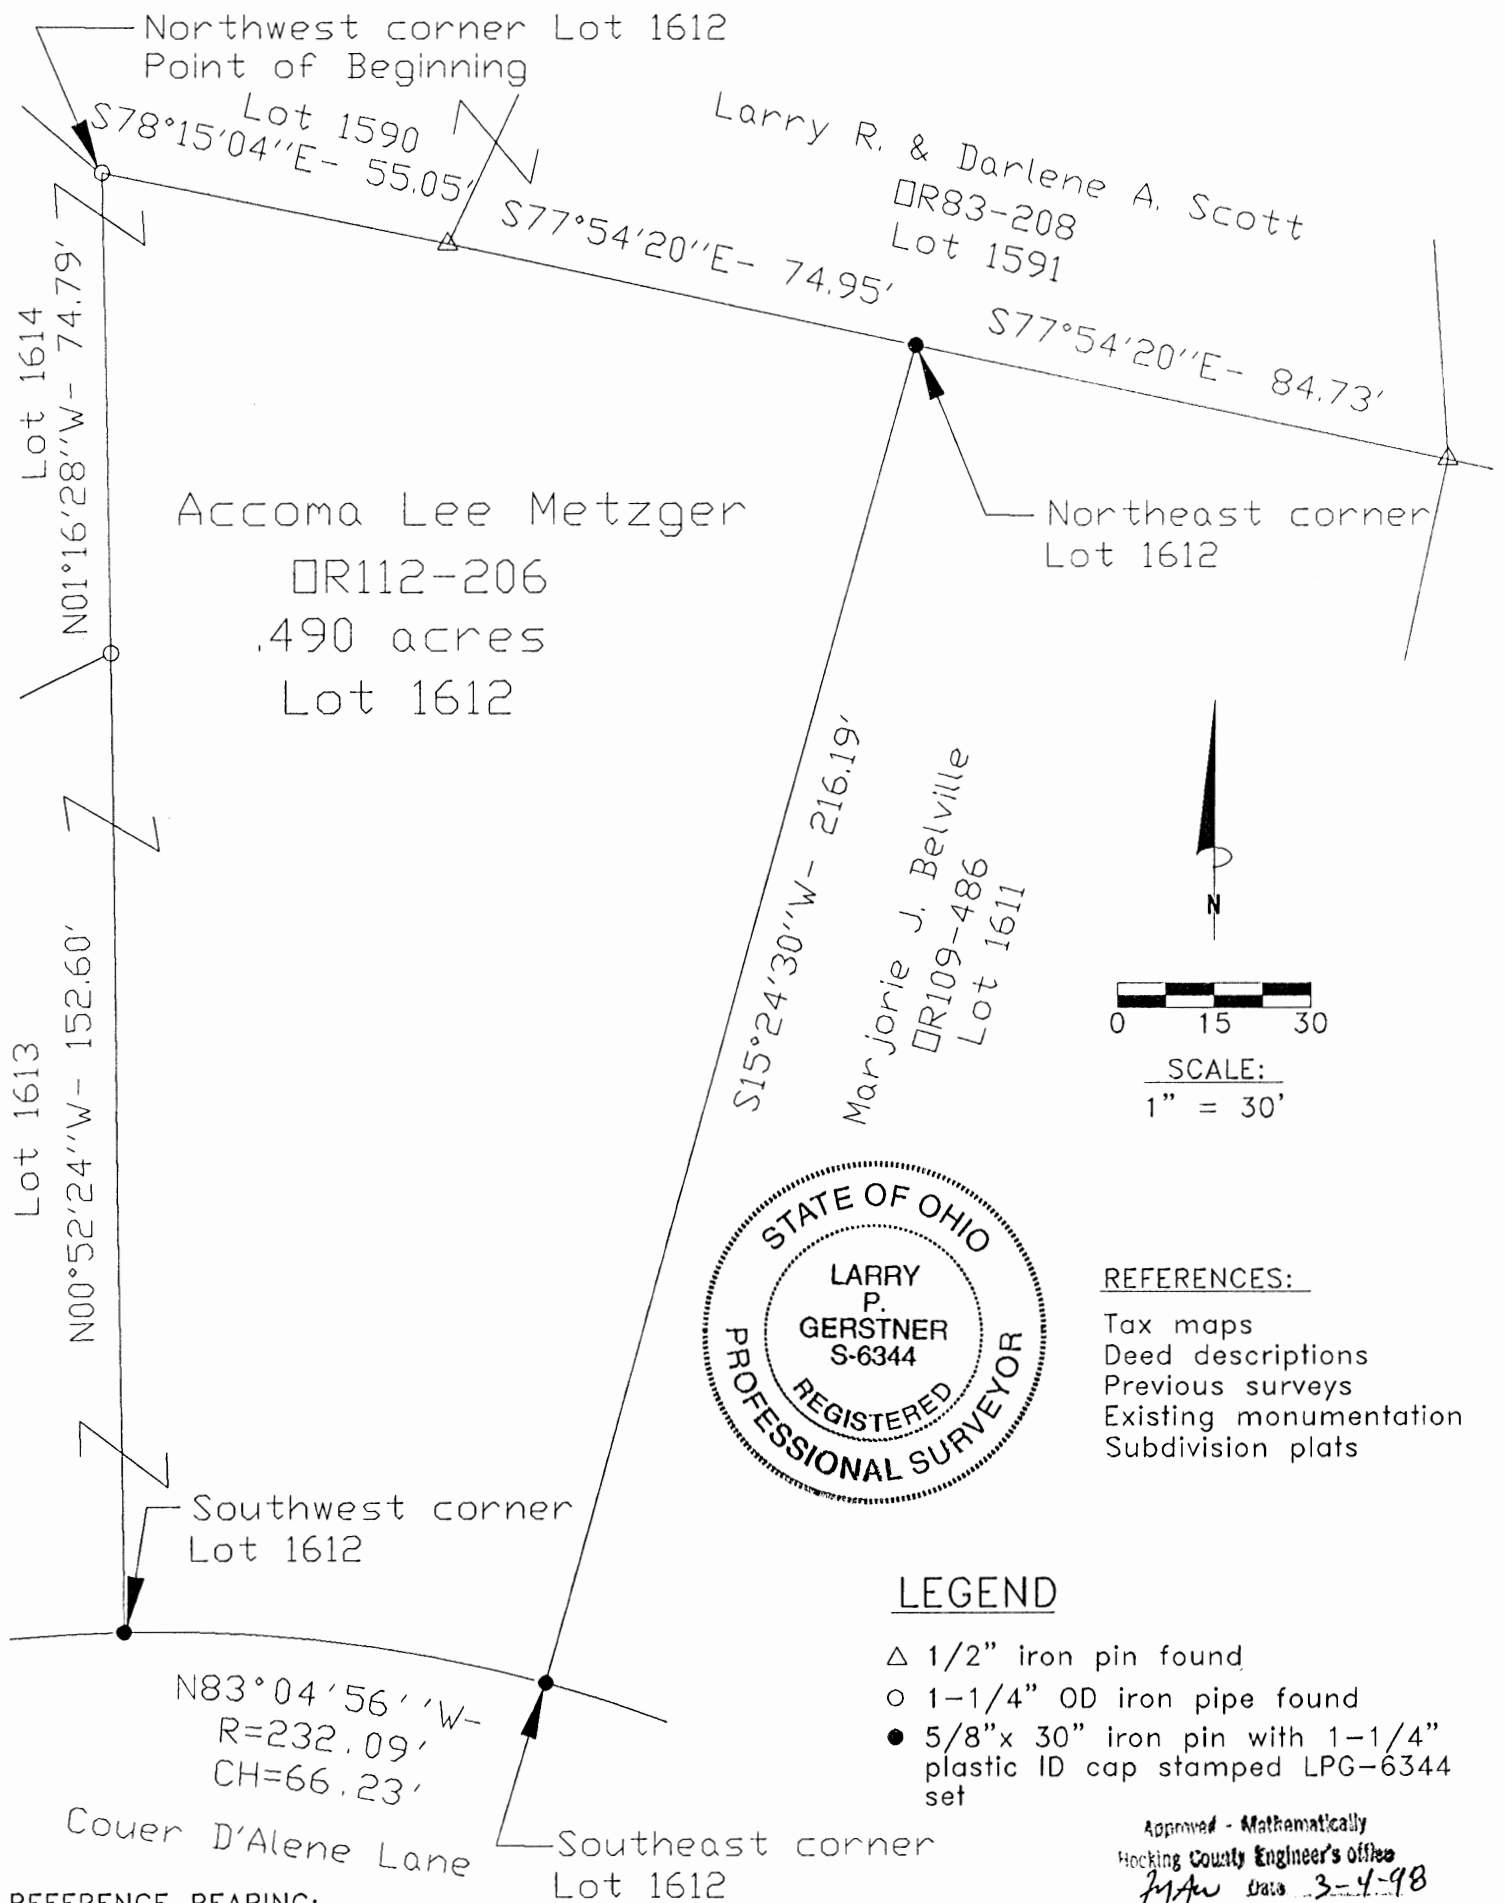 Northwest corner Lot 1612
Point of Beginning
Lot 1590
S78°15'04''E- 55.05'
Larry R. & Darlene A. Scott
OR83-208
Lot 1591
S77°54'20''E- 74.95'
S77°54'20''E- 84.73'
Lot 1614
N01°16'28''W- 74.79'
Accoma Lee Metzger
OR112-206
.490 acres
Lot 1612
Northeast corner
Lot 1612
S15°24'30''W- 216.19'
Marjorie J. Belville
OR109-486
Lot 1611
N
0 15 30
SCALE:
1" = 30'
Lot 1613
N00°52'24''W- 152.60'
STATE OF OHIO
LARRY
P.
GERSTNER
S-6344
REGISTERED
PROFESSIONAL SURVEYOR
REFERENCES:
Tax maps
Deed descriptions
Previous surveys
Existing monumentation
Subdivision plats
Southwest corner
Lot 1612
N83°04'56''W-
R=232.09'
CH=66.23'
Couer D'Alene Lane
Southeast corner
Lot 1612
LEGEND
1/2" iron pin found
1-1/4" OD iron pipe found
5/8"x 30" iron pin with 1-1/4"
plastic ID cap stamped LPG-6344
set
Approved - Mathematically
Hocking County Engineer's office
Date 3-4-98
REFERENCE BEARING: